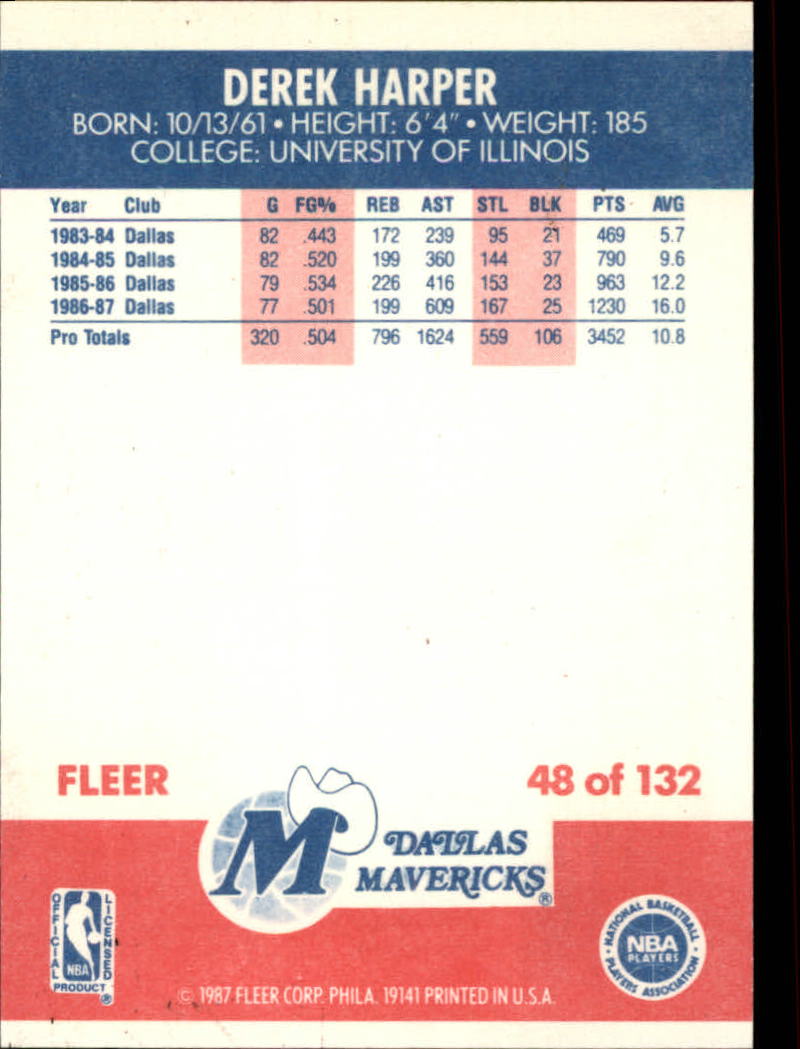 DEREK HARPER
BORN: 10/13/61 • HEIGHT: 6'4" • WEIGHT: 185
COLLEGE: UNIVERSITY OF ILLINOIS
Year Club G FG% REB AST STL BLK PTS AVG
1983-84 Dallas 82 .443 172 239 95 21 469 5.7
1984-85 Dallas 82 .520 199 360 144 37 790 9.6
1985-86 Dallas 79 .534 226 416 153 23 963 12.2
1986-87 Dallas 77 .501 199 609 167 25 1230 16.0
Pro Totals 320 .504 796 1624 559 106 3452 10.8
FLEER
48 of 132
M
DALLAS
MAVERICKS®
OFFICIAL
LICENSED
NBA
PRODUCT
®
NATIONAL BASKETBALL
NBA
PLAYERS
PLAYERS ASSOCIATION
© 1987 FLEER CORP. PHILA. 19141 PRINTED IN U.S.A.